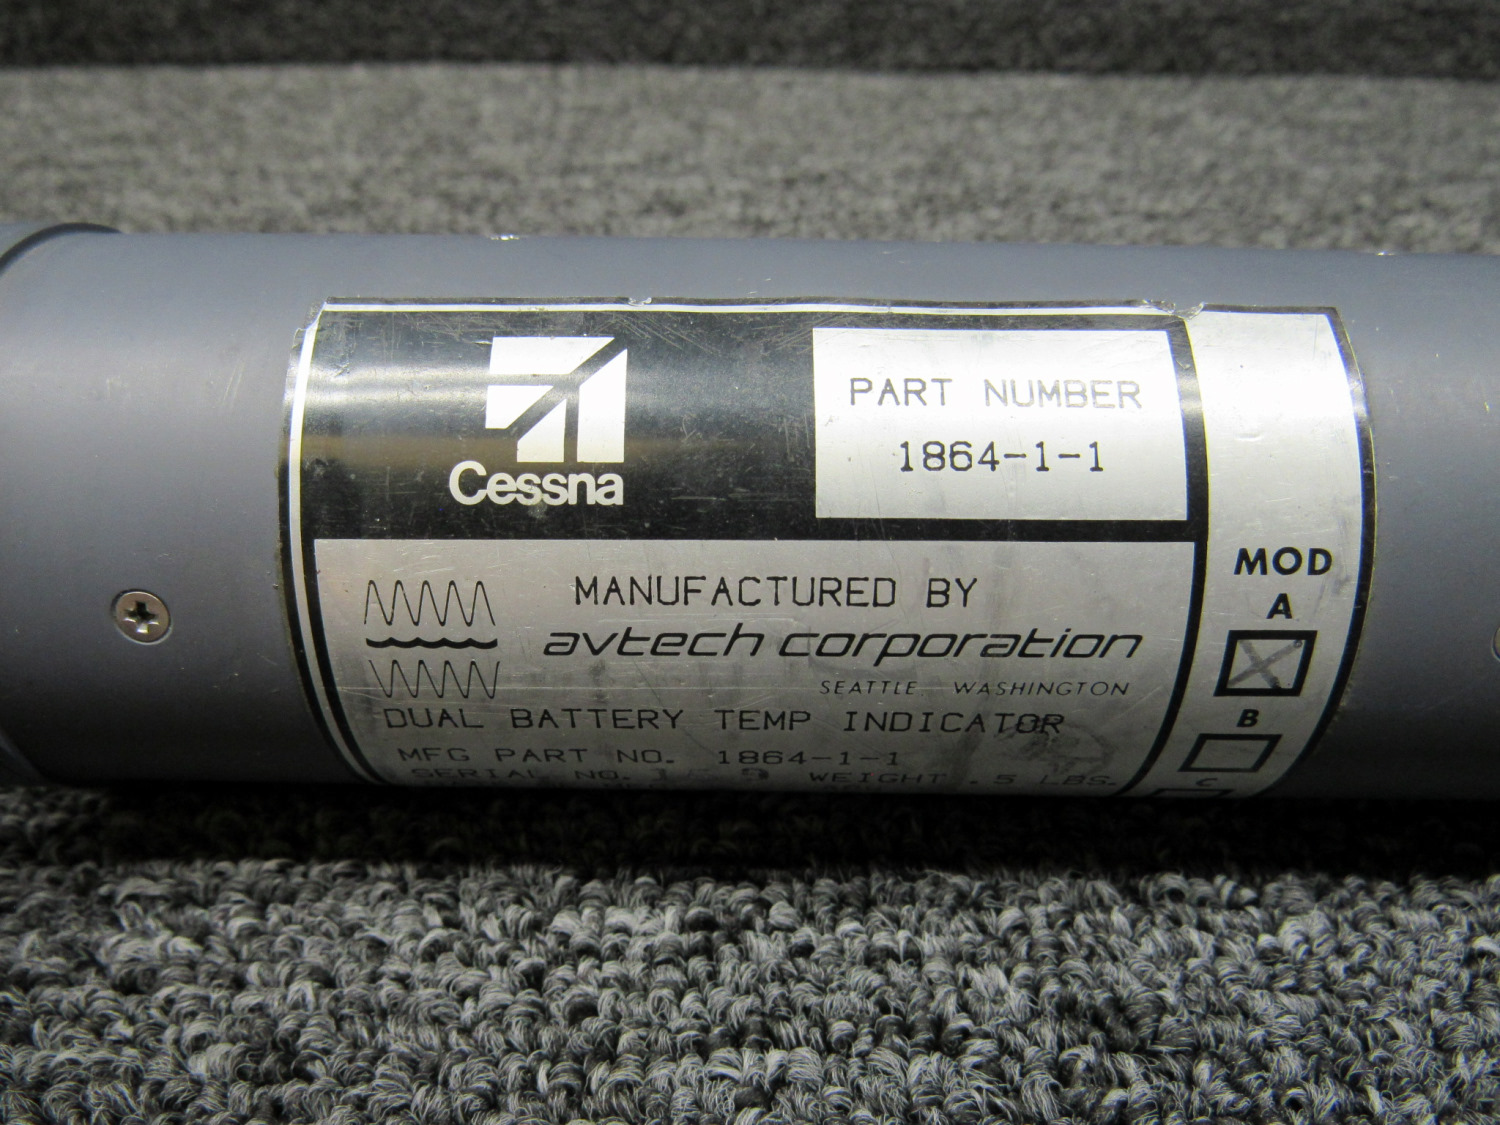 Cessna
PART NUMBER
1864-1-1
MANUFACTURED BY
avtech corporation
SEATTLE WASHINGTON
DUAL BATTERY TEMP INDICATOR
MFG PART NO. 1864-1-1
SERIAL NO. WEIGHT .5 LBS.
MOD
A
B
C